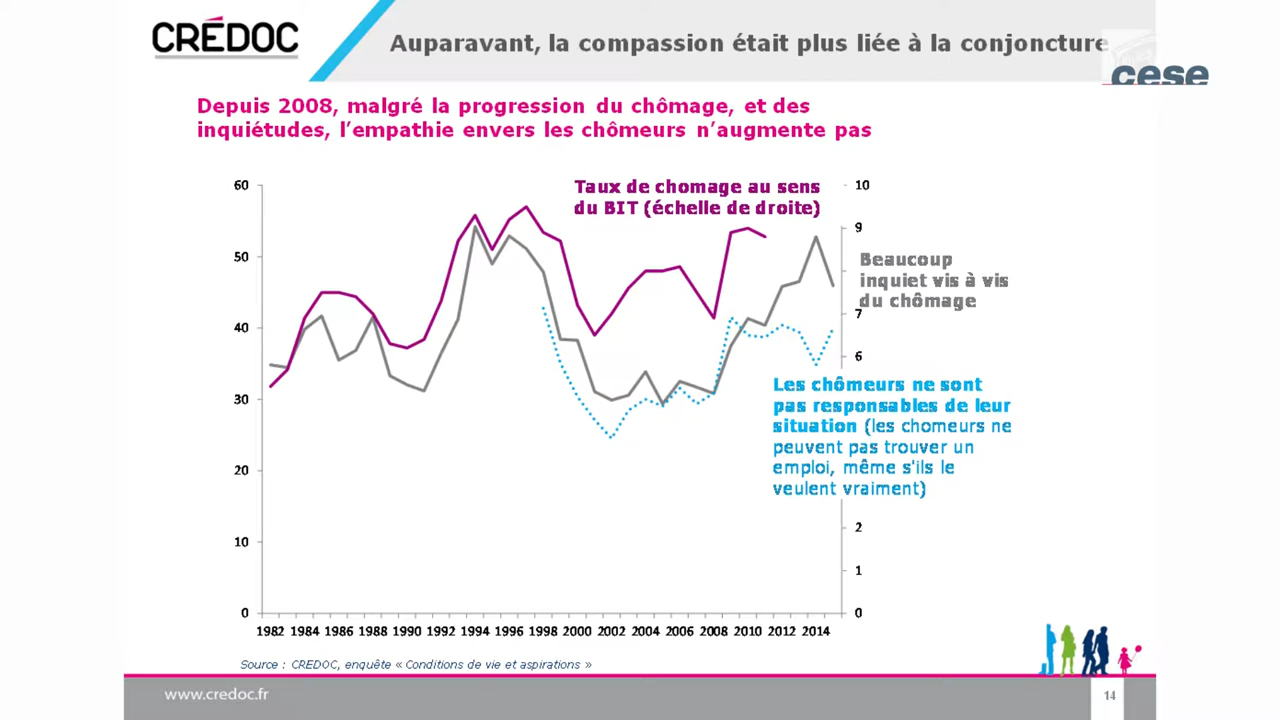 CRÉDOC
Auparavant, la compassion était plus liée à la conjoncture
cese
Depuis 2008, malgré la progression du chômage, et des
inquiétudes, l'empathie envers les chômeurs n'augmente pas
60
50
40
30
20
10
0
Taux de chomage au sens
du BIT (échelle de droite)
10
9
Beaucoup
inquiet vis à vis
du chômage
7
6
Les chômeurs ne sont
pas responsables de leur
situation (les chomeurs ne
peuvent pas trouver un
emploi, même s'ils le
veulent vraiment)
2
1
0
1982 1984 1986 1988 1990 1992 1994 1996 1998 2000 2002 2004 2006 2008 2010 2012 2014
Source : CREDOC, enquête « Conditions de vie et aspirations »
www.credoc.fr
14